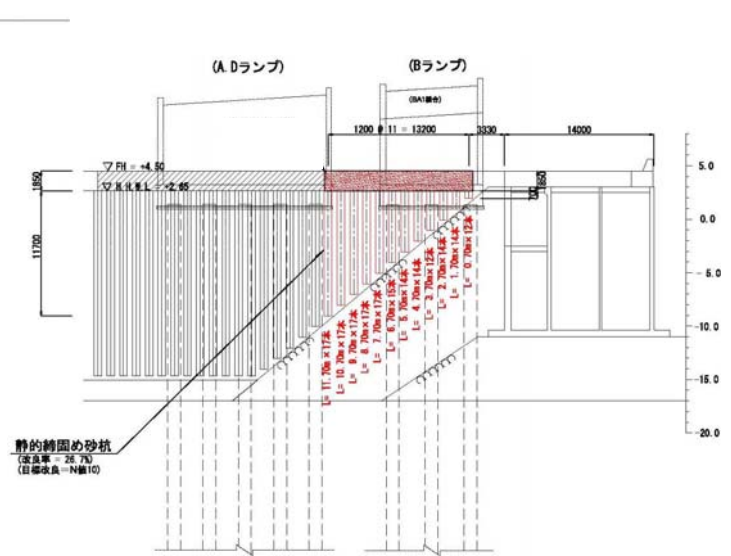 (A.Dランプ)
(Bランプ)
(BA1部合)
1200 @ 11 = 13200
3330
14000
▽ FH = +4.50
▽ H.H.W.L = +2.65
1850
11700
1850
700
5.0
0.0
-5.0
-10.0
-15.0
-20.0
L= 11.70m×17本
L= 10.70m×17本
L= 9.70m×17本
L= 8.70m×17本
L= 7.70m×17本
L= 6.70m×15本
L= 5.70m×14本
L= 4.70m×14本
L= 3.70m×12本
L= 2.70m×14本
L= 1.70m×14本
L= 0.70m×12本
静的締固め砂杭
(改良率 = 26.7%)
(目標改良=N値10)